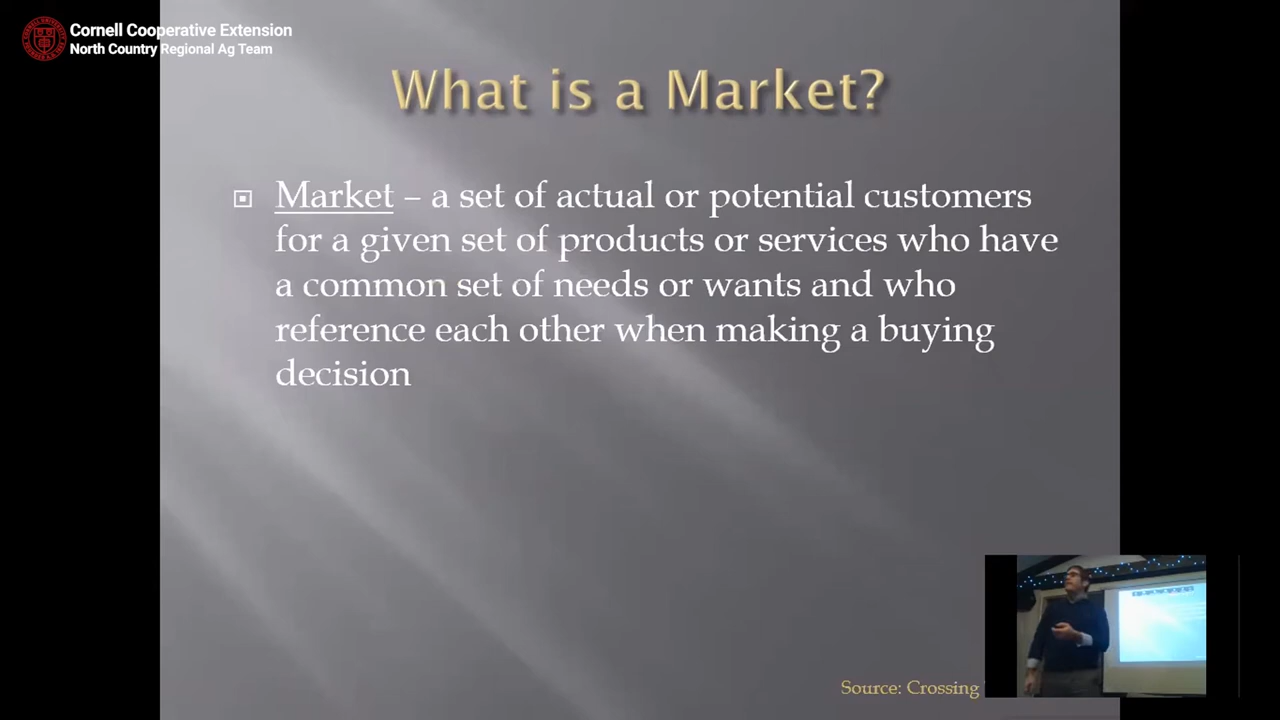 Cornell Cooperative Extension
North Country Regional Ag Team
What is a Market?
Market – a set of actual or potential customers
for a given set of products or services who have
a common set of needs or wants and who
reference each other when making a buying
decision
Source: Crossing